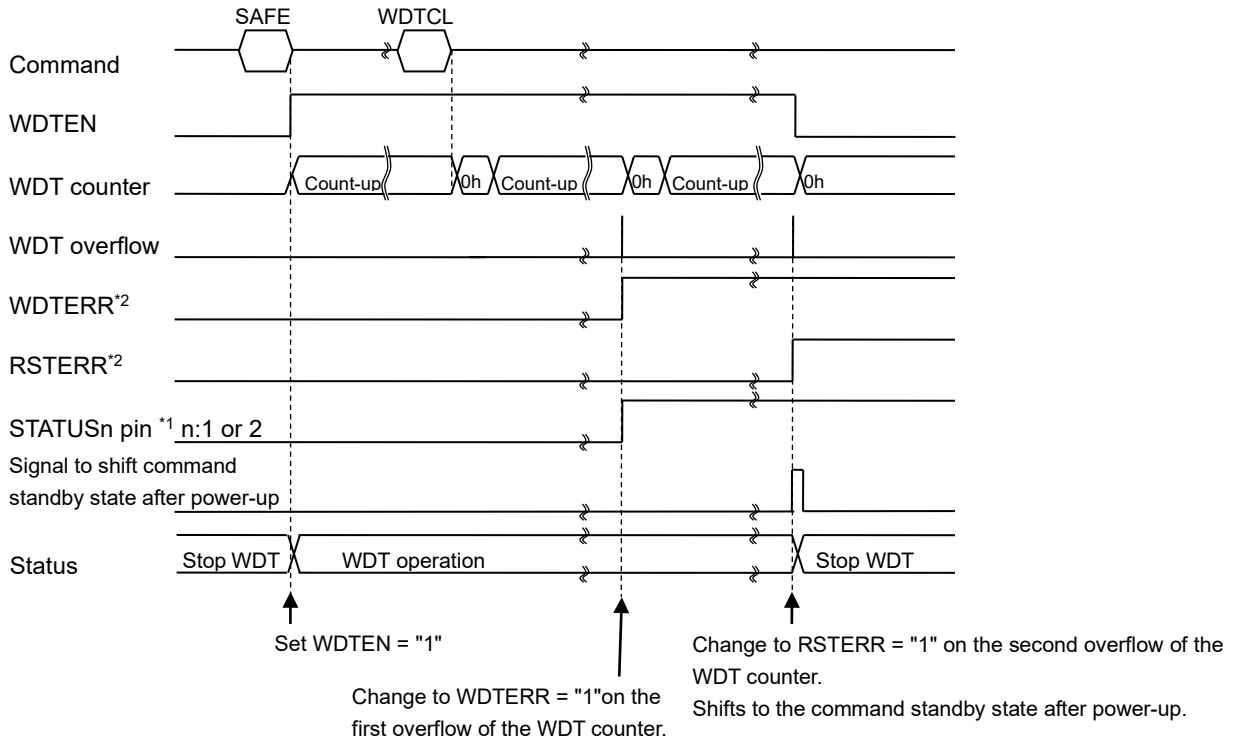 SAFE
WDTCL
Command
WDTEN
WDT counter
Count-up
0h
Count-up
0h
Count-up
0h
WDT overflow
WDTERR*2
RSTERR*2
STATUSn pin *1 n:1 or 2
Signal to shift command
standby state after power-up
Status
Stop WDT
WDT operation
Stop WDT
Set WDTEN = "1"
Change to WDTERR = "1"on the
first overflow of the WDT counter.
Change to RSTERR = "1" on the second overflow of the
WDT counter.
Shifts to the command standby state after power-up.